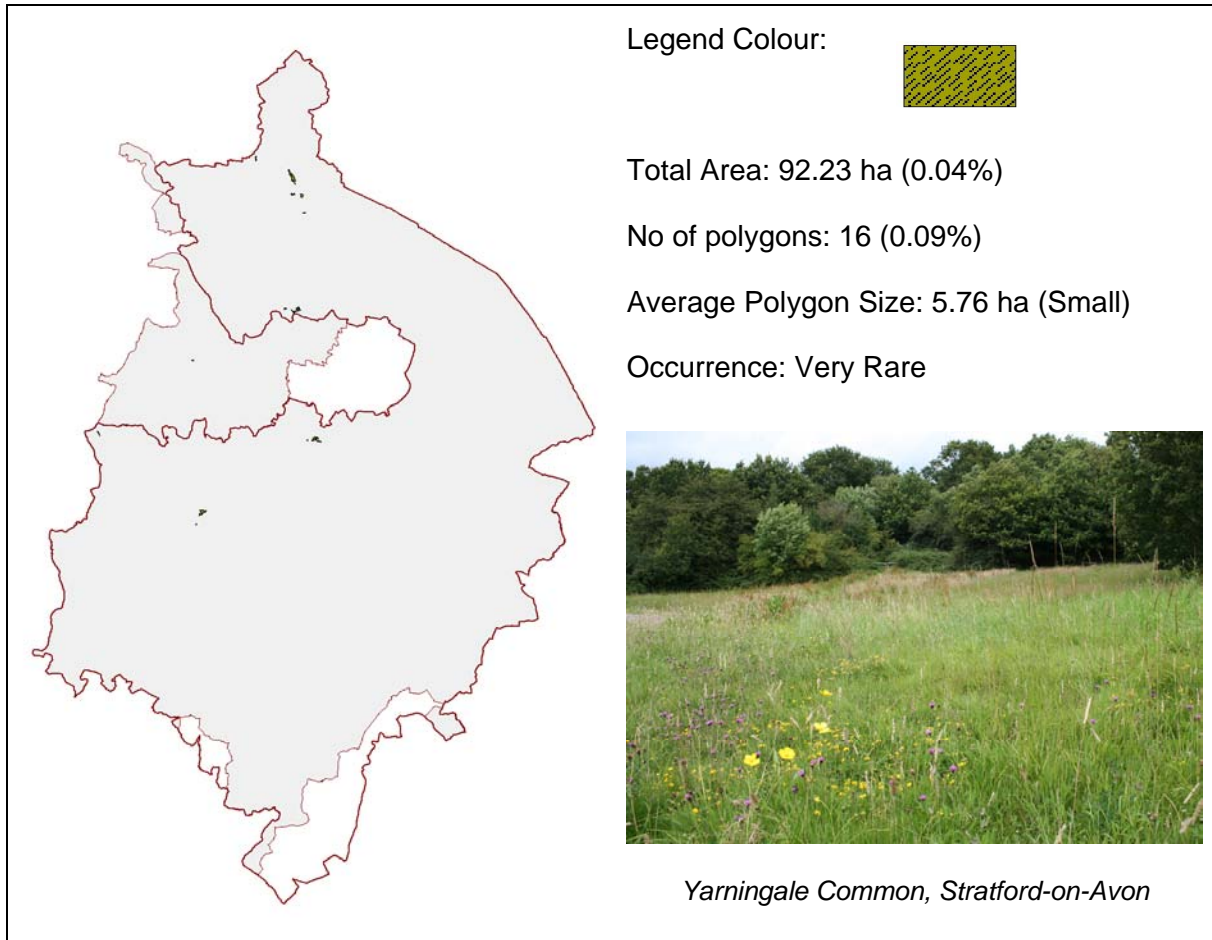 Legend Colour:
Total Area: 92.23 ha (0.04%)
No of polygons: 16 (0.09%)
Average Polygon Size: 5.76 ha (Small)
Occurrence: Very Rare
Yarningale Common, Stratford-on-Avon